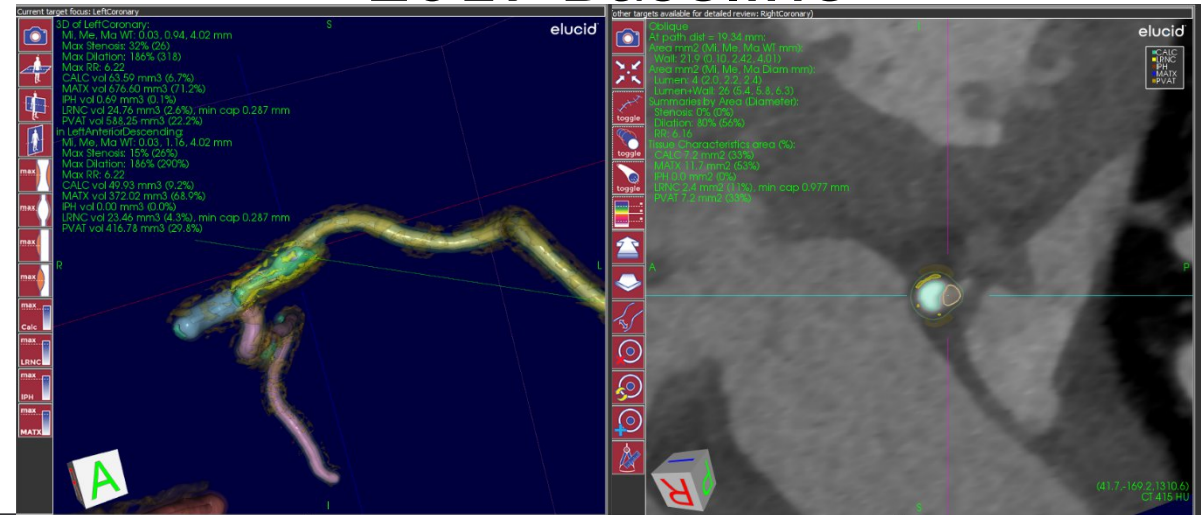 2017 Baseline
Current target focus: LeftCoronary
3D of LeftCoronary:
Mi, Me, Ma WT: 0.03, 0.94, 4.02 mm
Max Stenosis: 32% (26)
Max Dilation: 186% (318)
Max RR: 6.22
CALC vol 63.59 mm3 (6.7%)
MATX vol 676.60 mm3 (71.2%)
IPH vol 0.69 mm3 (0.1%)
LRNC vol 24.76 mm3 (2.6%), min cap 0.287 mm
PVAT vol 588.25 mm3 (22.2%)
in LeftAnteriorDescending:
Mi, Me, Ma WT: 0.03, 1.16, 4.02 mm
Max Stenosis: 15% (26%)
Max Dilation: 186% (290%)
Max RR: 6.22
CALC vol 49.93 mm3 (9.2%)
MATX vol 372.02 mm3 (68.9%)
IPH vol 0.00 mm3 (0.0%)
LRNC vol 23.46 mm3 (4.3%), min cap 0.287 mm
PVAT vol 416.78 mm3 (29.8%)
elucid
S
R
L
I
A
max
max
max
max
max
Calc
max
LRNC
max
IPH
max
MATX
(other targets available for detailed review: RightCoronary)
Oblique
At path dist = 19.34 mm:
Area mm2 (Mi, Me, Ma WT mm):
Wall: 21.9 (0.10, 2.42, 4.01)
Area mm2 (Mi, Me, Ma Diam mm):
Lumen: 4 (2.0, 2.2, 2.4)
Lumen+Wall: 26 (5.4, 5.8, 6.3)
Summaries by Area (Diameter):
Stenosis: 0% (0%)
Dilation: 80% (56%)
RR: 6.16
Tissue Characteristics area (%):
CALC 7.2 mm2 (33%)
MATX 11.7 mm2 (53%)
IPH 0.0 mm2 (0%)
LRNC 2.4 mm2 (11%), min cap 0.977 mm
PVAT 7.2 mm2 (33%)
elucid
CALC
LRNC
IPH
MATX
PVAT
toggle
toggle
toggle
I
A
P
S
R
(41.7,-169.2,1310.6)
CT 415 HU